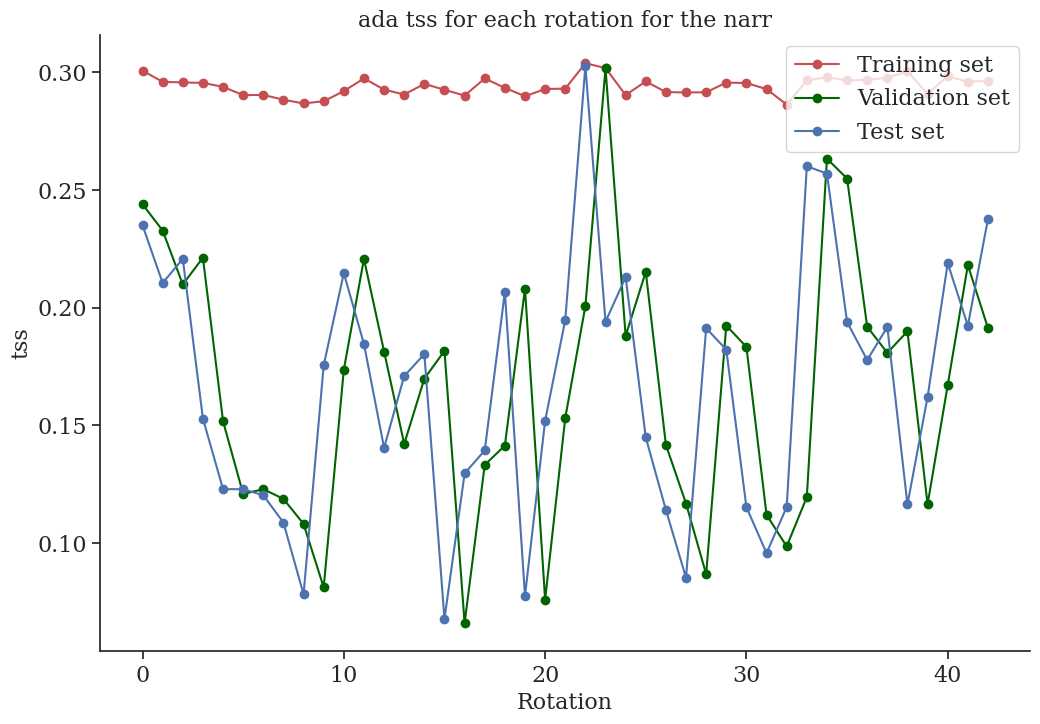 ada tss for each rotation for the narr
Training set
Validation set
Test set
0.30
0.25
0.20
0.15
0.10
tss
0
10
20
30
40
Rotation